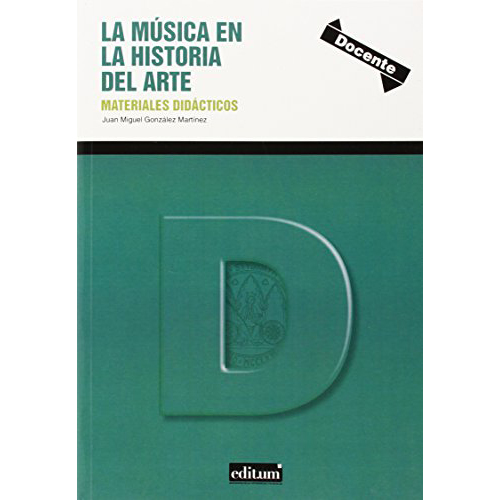 LA MÚSICA EN
LA HISTORIA
DEL ARTE
MATERIALES DIDÁCTICOS
Juan Miguel González Martínez
Docente
D
editum